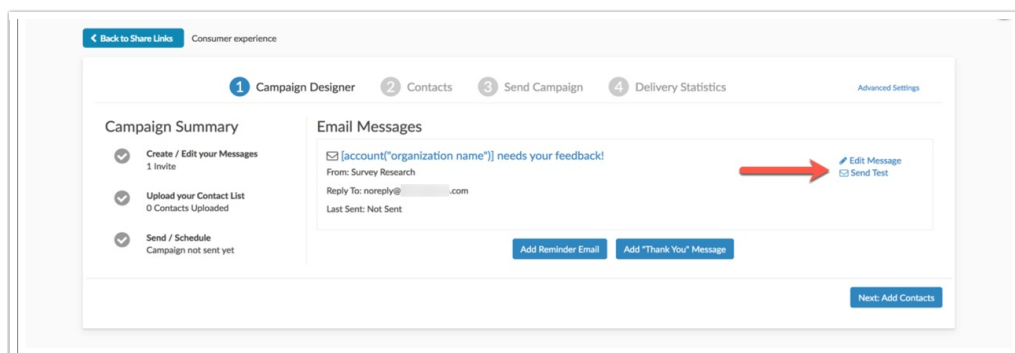 Back to Share Links Consumer experience
1 Campaign Designer 2 Contacts 3 Send Campaign 4 Delivery Statistics Advanced Settings
Campaign Summary
Create / Edit your Messages
1 Invite
Upload your Contact List
0 Contacts Uploaded
Send / Schedule
Campaign not sent yet
Email Messages
[account("organization name")] needs your feedback!
From: Survey Research
Reply To: noreply@ .com
Last Sent: Not Sent
Edit Message
Send Test
Add Reminder Email Add "Thank You" Message
Next: Add Contacts